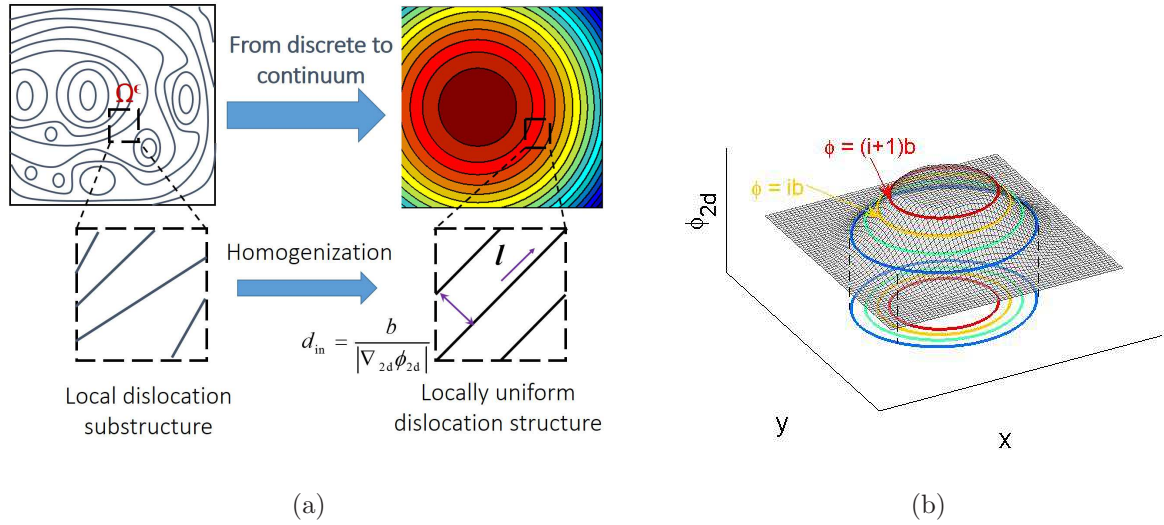 From discrete to
continuum
Ω^ϵ
Homogenization
l
d_in = b / |∇_2d ϕ_2d|
Local dislocation
substructure
Locally uniform
dislocation structure
(a)
ϕ = (i+1)b
ϕ = ib
ϕ_2d
y
x
(b)